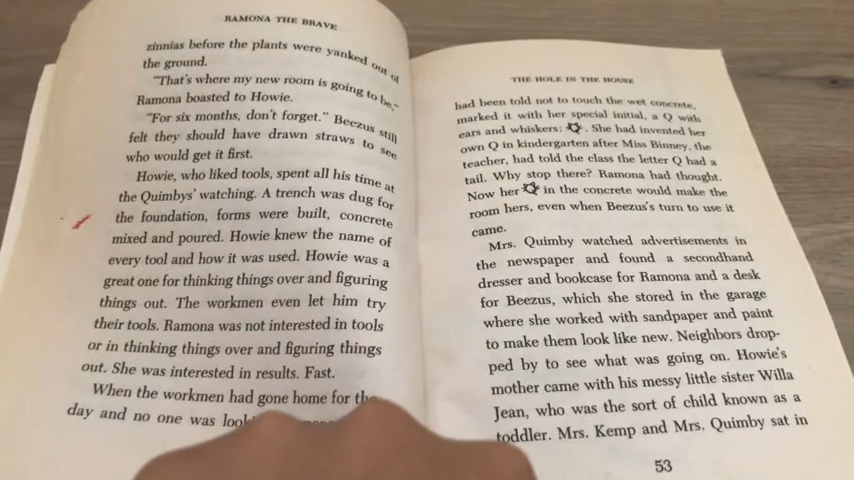 RAMONA THE BRAVE
zinnias before the plants were yanked out of
the ground.
"That's where my new room is going to be,"
Ramona boasted to Howie.
"For six months, don't forget." Beezus still
felt they should have drawn straws to see
who would get it first.
Howie, who liked tools, spent all his time at
the Quimbys' watching. A trench was dug for
the foundation, forms were built, concrete
mixed and poured. Howie knew the name of
every tool and how it was used. Howie was a
great one for thinking things over and figuring
things out. The workmen even let him try
their tools. Ramona was not interested in tools
or in thinking things over and figuring things
out. She was interested in results. Fast.
When the workmen had gone home for the
day and no one was
THE HOLE IN THE HOUSE
had been told not to touch the wet concrete,
marked it with her special initial, a Q with
ears and whiskers: . She had invented her
own Q in kindergarten after Miss Binney, the
teacher, had told the class the letter Q had a
tail. Why stop there? Ramona had thought.
Now her in the concrete would make the
room hers, even when Beezus's turn to use it
came.
Mrs. Quimby watched advertisements in
the newspaper and found a secondhand
dresser and bookcase for Ramona and a desk
for Beezus, which she stored in the garage
where she worked with sandpaper and paint
to make them look like new. Neighbors drop-
ped by to see what was going on. Howie's
mother came with his messy little sister Willa
Jean, who was the sort of child known as a
toddler. Mrs. Kemp and Mrs. Quimby sat in
53